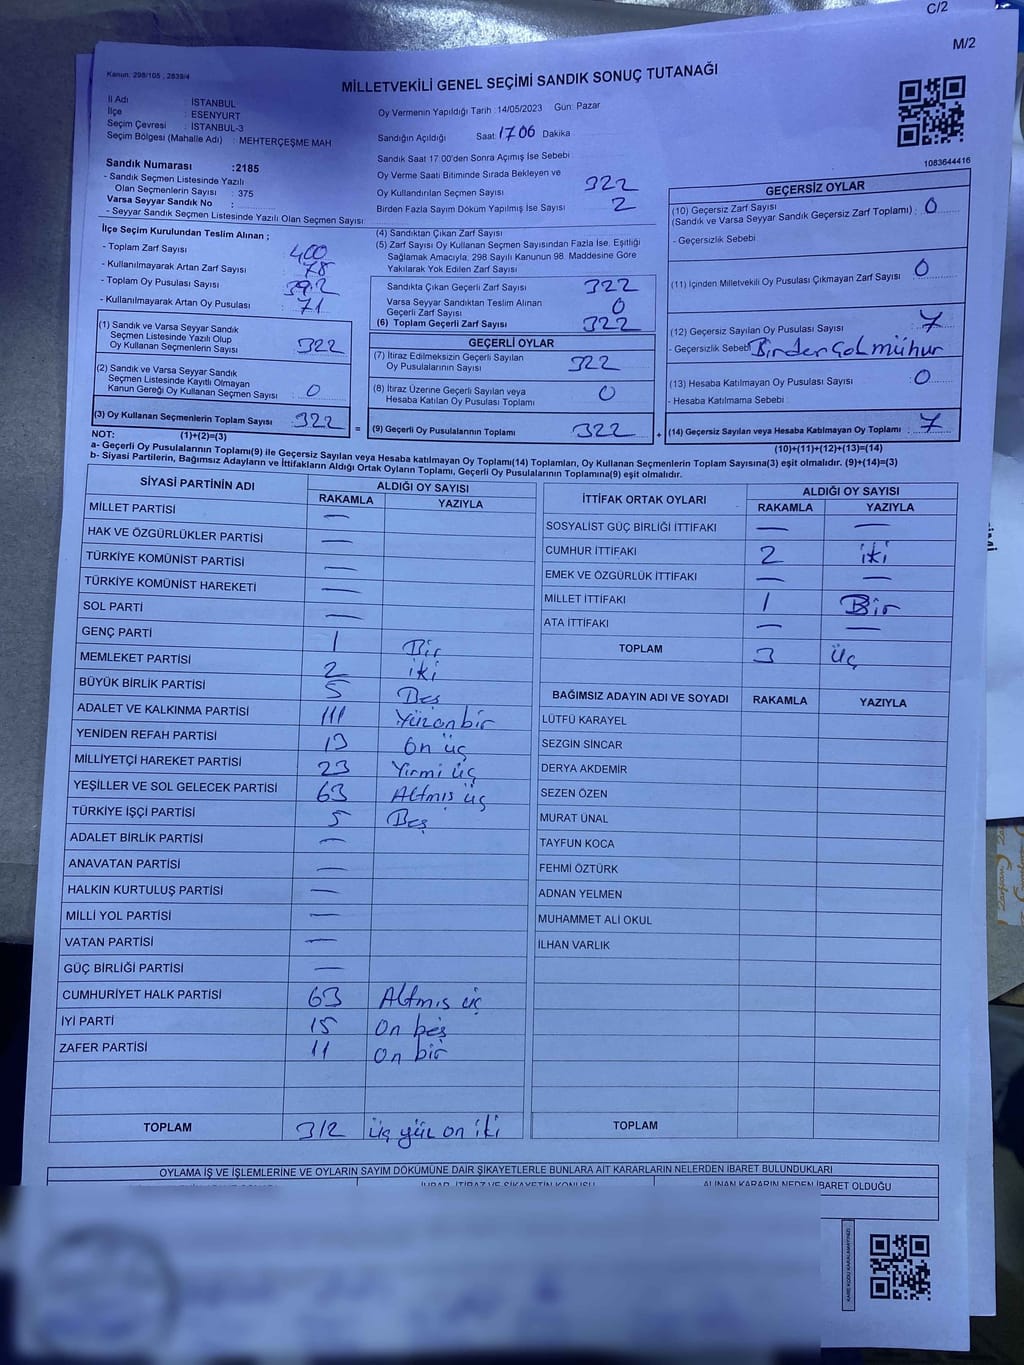 C/2
M/2
Kanun: 298/105 , 2839/4
MİLLETVEKİLİ GENEL SEÇİMİ SANDIK SONUÇ TUTANAĞI
İl Adı : İSTANBUL
İlçe : ESENYURT
Seçim Çevresi : İSTANBUL-3
Seçim Bölgesi (Mahalle Adı) : MEHTERÇEŞME MAH
Sandık Numarası :2185
- Sandık Seçmen Listesinde Yazılı
Olan Seçmenlerin Sayısı : 375
Varsa Seyyar Sandık No :
- Seyyar Sandık Seçmen Listesinde Yazılı Olan Seçmen Sayısı :
Oy Vermenin Yapıldığı Tarih :14/05/2023 Gün: Pazar
Sandığın Açıldığı Saat: 17 06 Dakika
Sandık Saat 17:00'den Sonra Açılmış İse Sebebi
Oy Verme Saati Bitiminde Sırada Bekleyen ve
Oy Kullandırılan Seçmen Sayısı 322
Birden Fazla Sayım Döküm Yapılmış İse Sayısı 2
1083644416
İlçe Seçim Kurulundan Teslim Alınan ;
- Toplam Zarf Sayısı 400
- Kullanılmayarak Artan Zarf Sayısı : 78
- Toplam Oy Pusulası Sayısı : 392
- Kullanılmayarak Artan Oy Pusulası : 71
(1) Sandık ve Varsa Seyyar Sandık
Seçmen Listesinde Yazılı Olup
Oy Kullanan Seçmenlerin Sayısı : 322
(2) Sandık ve Varsa Seyyar Sandık
Seçmen Listesinde Kayıtlı Olmayan
Kanun Gereği Oy Kullanan Seçmen Sayısı : 0
(3) Oy Kullanan Seçmenlerin Toplam Sayısı : 322
(1)+(2)=(3)
(4) Sandıktan Çıkan Zarf Sayısı
(5) Zarf Sayısı Oy Kullanan Seçmen Sayısından Fazla İse, Eşitliği
Sağlamak Amacıyla, 298 Sayılı Kanunun 98. Maddesine Göre
Yakılarak Yok Edilen Zarf Sayısı
Sandıkta Çıkan Geçerli Zarf Sayısı 322
Varsa Seyyar Sandıktan Teslim Alınan
Geçerli Zarf Sayısı 0
(6) Toplam Geçerli Zarf Sayısı 322
GEÇERLİ OYLAR
(7) İtiraz Edilmeksizin Geçerli Sayılan
Oy Pusulalarının Sayısı 322
(8) İtiraz Üzerine Geçerli Sayılan veya
Hesaba Katılan Oy Pusulası Toplamı 0
= (9) Geçerli Oy Pusulalarının Toplamı 322 +
GEÇERSİZ OYLAR
(10) Geçersiz Zarf Sayısı
(Sandık ve Varsa Seyyar Sandık Geçersiz Zarf Toplamı) : 0
- Geçersizlik Sebebi
(11) İçinden Milletvekili Oy Pusulası Çıkmayan Zarf Sayısı 0
(12) Geçersiz Sayılan Oy Pusulası Sayısı 7
- Geçersizlik Sebebi Birden Çok mühür
(13) Hesaba Katılmayan Oy Pusulası Sayısı 0
- Hesaba Katılmama Sebebi
(14) Geçersiz Sayılan veya Hesaba Katılmayan Oy Toplamı : 7
(10)+(11)+(12)+(13)=(14)
NOT:
a- Geçerli Oy Pusulalarının Toplamı(9) ile Geçersiz Sayılan veya Hesaba katılmayan Oy Toplamı(14) Toplamları, Oy Kullanan Seçmenlerin Toplam Sayısına(3) eşit olmalıdır. (9)+(14)=(3)
b- Siyasi Partilerin, Bağımsız Adayların ve İttifakların Aldığı Ortak Oyların Toplamı, Geçerli Oy Pusulalarının Toplamına(9) eşit olmalıdır.
SİYASİ PARTİNİN ADI
ALDIĞI OY SAYISI
RAKAMLA YAZIYLA
MİLLET PARTİSİ —
HAK VE ÖZGÜRLÜKLER PARTİSİ —
TÜRKİYE KOMÜNİST PARTİSİ —
TÜRKİYE KOMÜNİST HAREKETİ —
SOL PARTİ —
GENÇ PARTİ 1 Bir
MEMLEKET PARTİSİ 2 iki
BÜYÜK BİRLİK PARTİSİ 5 Beş
ADALET VE KALKINMA PARTİSİ 111 Yüzonbir
YENİDEN REFAH PARTİSİ 13 on üç
MİLLİYETÇİ HAREKET PARTİSİ 23 Yirmi üç
YEŞİLLER VE SOL GELECEK PARTİSİ 63 Altmış üç
TÜRKİYE İŞÇİ PARTİSİ 5 Beş
ADALET BİRLİK PARTİSİ —
ANAVATAN PARTİSİ —
HALKIN KURTULUŞ PARTİSİ —
MİLLİ YOL PARTİSİ —
VATAN PARTİSİ —
GÜÇ BİRLİĞİ PARTİSİ —
CUMHURİYET HALK PARTİSİ 63 Altmış üç
İYİ PARTİ 15 On beş
ZAFER PARTİSİ 11 on bir
TOPLAM 312 üç yüz on iki
İTTİFAK ORTAK OYLARI
ALDIĞI OY SAYISI
RAKAMLA YAZIYLA
SOSYALİST GÜÇ BİRLİĞİ İTTİFAKI — —
CUMHUR İTTİFAKI 2 iki
EMEK VE ÖZGÜRLÜK İTTİFAKI — —
MİLLET İTTİFAKI 1 Bir
ATA İTTİFAKI — —
TOPLAM 3 üç
BAĞIMSIZ ADAYIN ADI VE SOYADI RAKAMLA YAZIYLA
LÜTFÜ KARAYEL
SEZGİN SİNCAR
DERYA AKDEMİR
SEZEN ÖZEN
MURAT ÜNAL
TAYFUN KOCA
FEHMİ ÖZTÜRK
ADNAN YELMEN
MUHAMMET ALİ OKUL
İLHAN VARLIK
TOPLAM
OYLAMA İŞ VE İŞLEMLERİNE VE OYLARIN SAYIM DÖKÜMÜNE DAİR ŞİKAYETLERLE BUNLARA AİT KARARLARIN NELERDEN İBARET BULUNDUKLARI
İHBAR, İTİRAZ VE ŞİKAYETİN KONUSU
ALINAN KARARIN NEDEN İBARET OLDUĞU